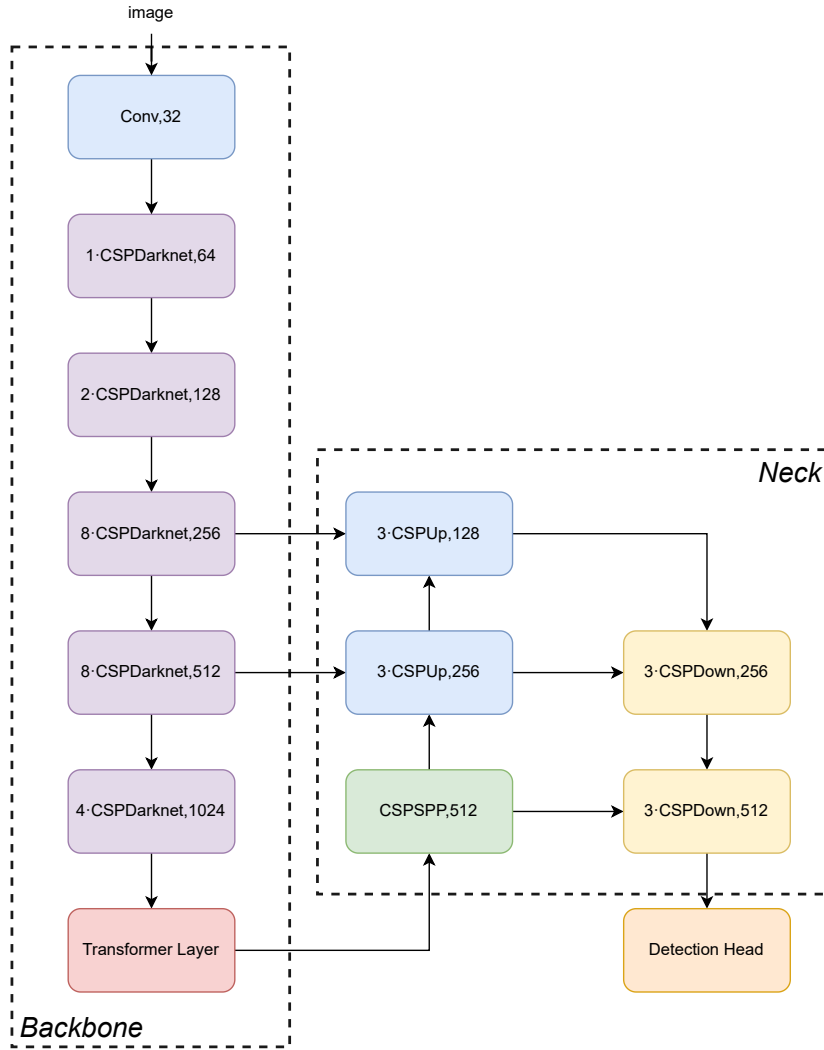 image
Conv,32
1·CSPDarknet,64
2·CSPDarknet,128
Neck
8·CSPDarknet,256
3·CSPUp,128
8·CSPDarknet,512
3·CSPUp,256
3·CSPDown,256
4·CSPDarknet,1024
CSPSPP,512
3·CSPDown,512
Transformer Layer
Detection Head
Backbone